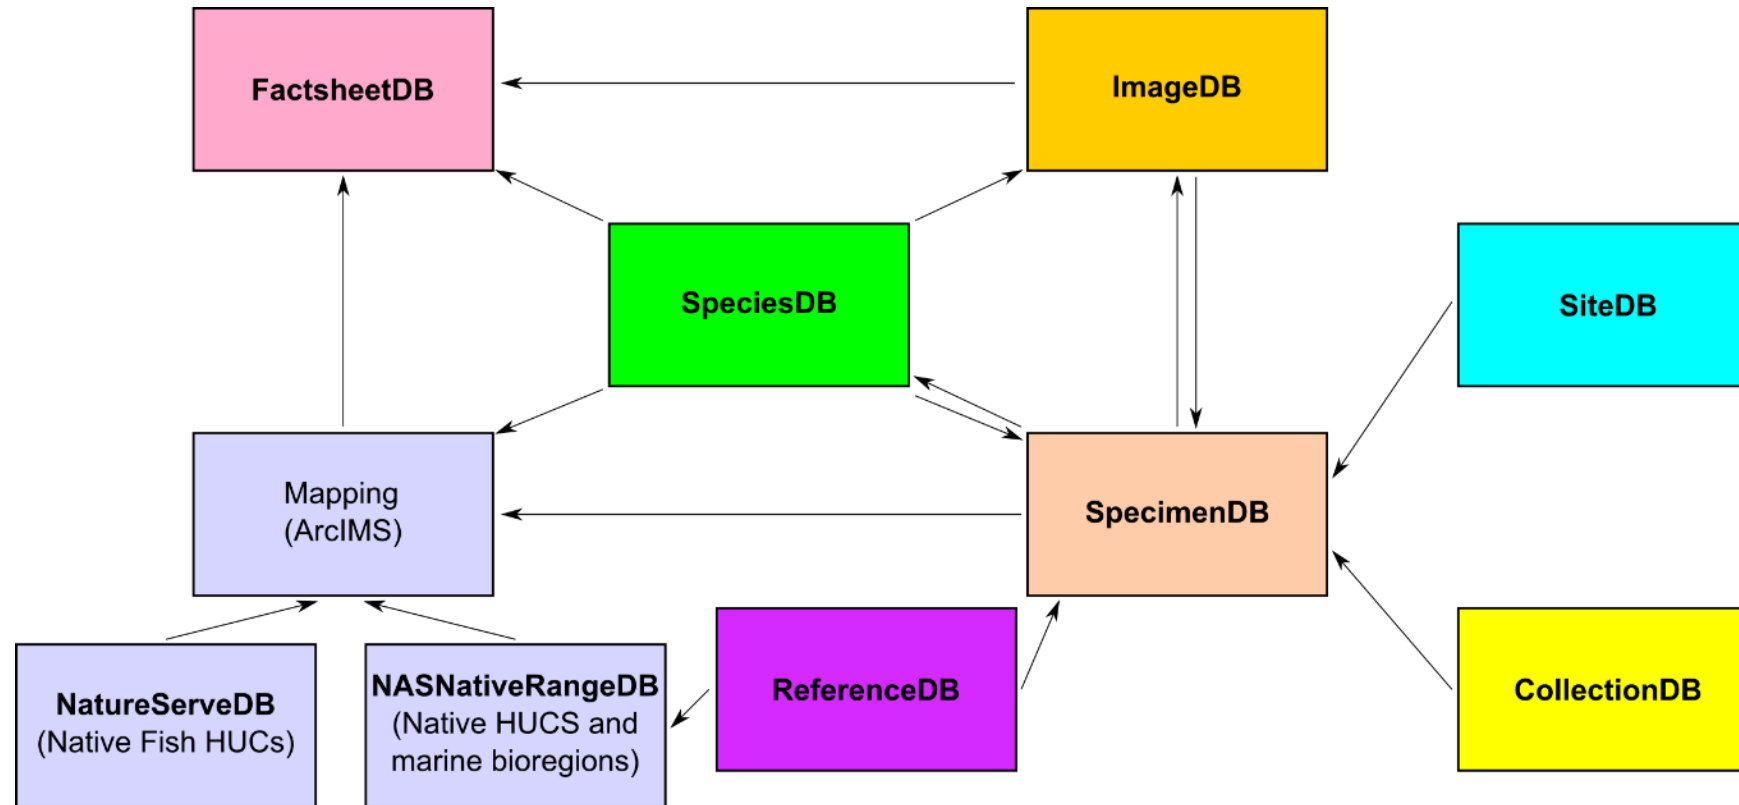 FactsheetDB
ImageDB
SpeciesDB
SiteDB
Mapping
(ArcIMS)
SpecimenDB
NatureServeDB
(Native Fish HUCs)
NASNativeRangeDB
(Native HUCS and
marine bioregions)
ReferenceDB
CollectionDB